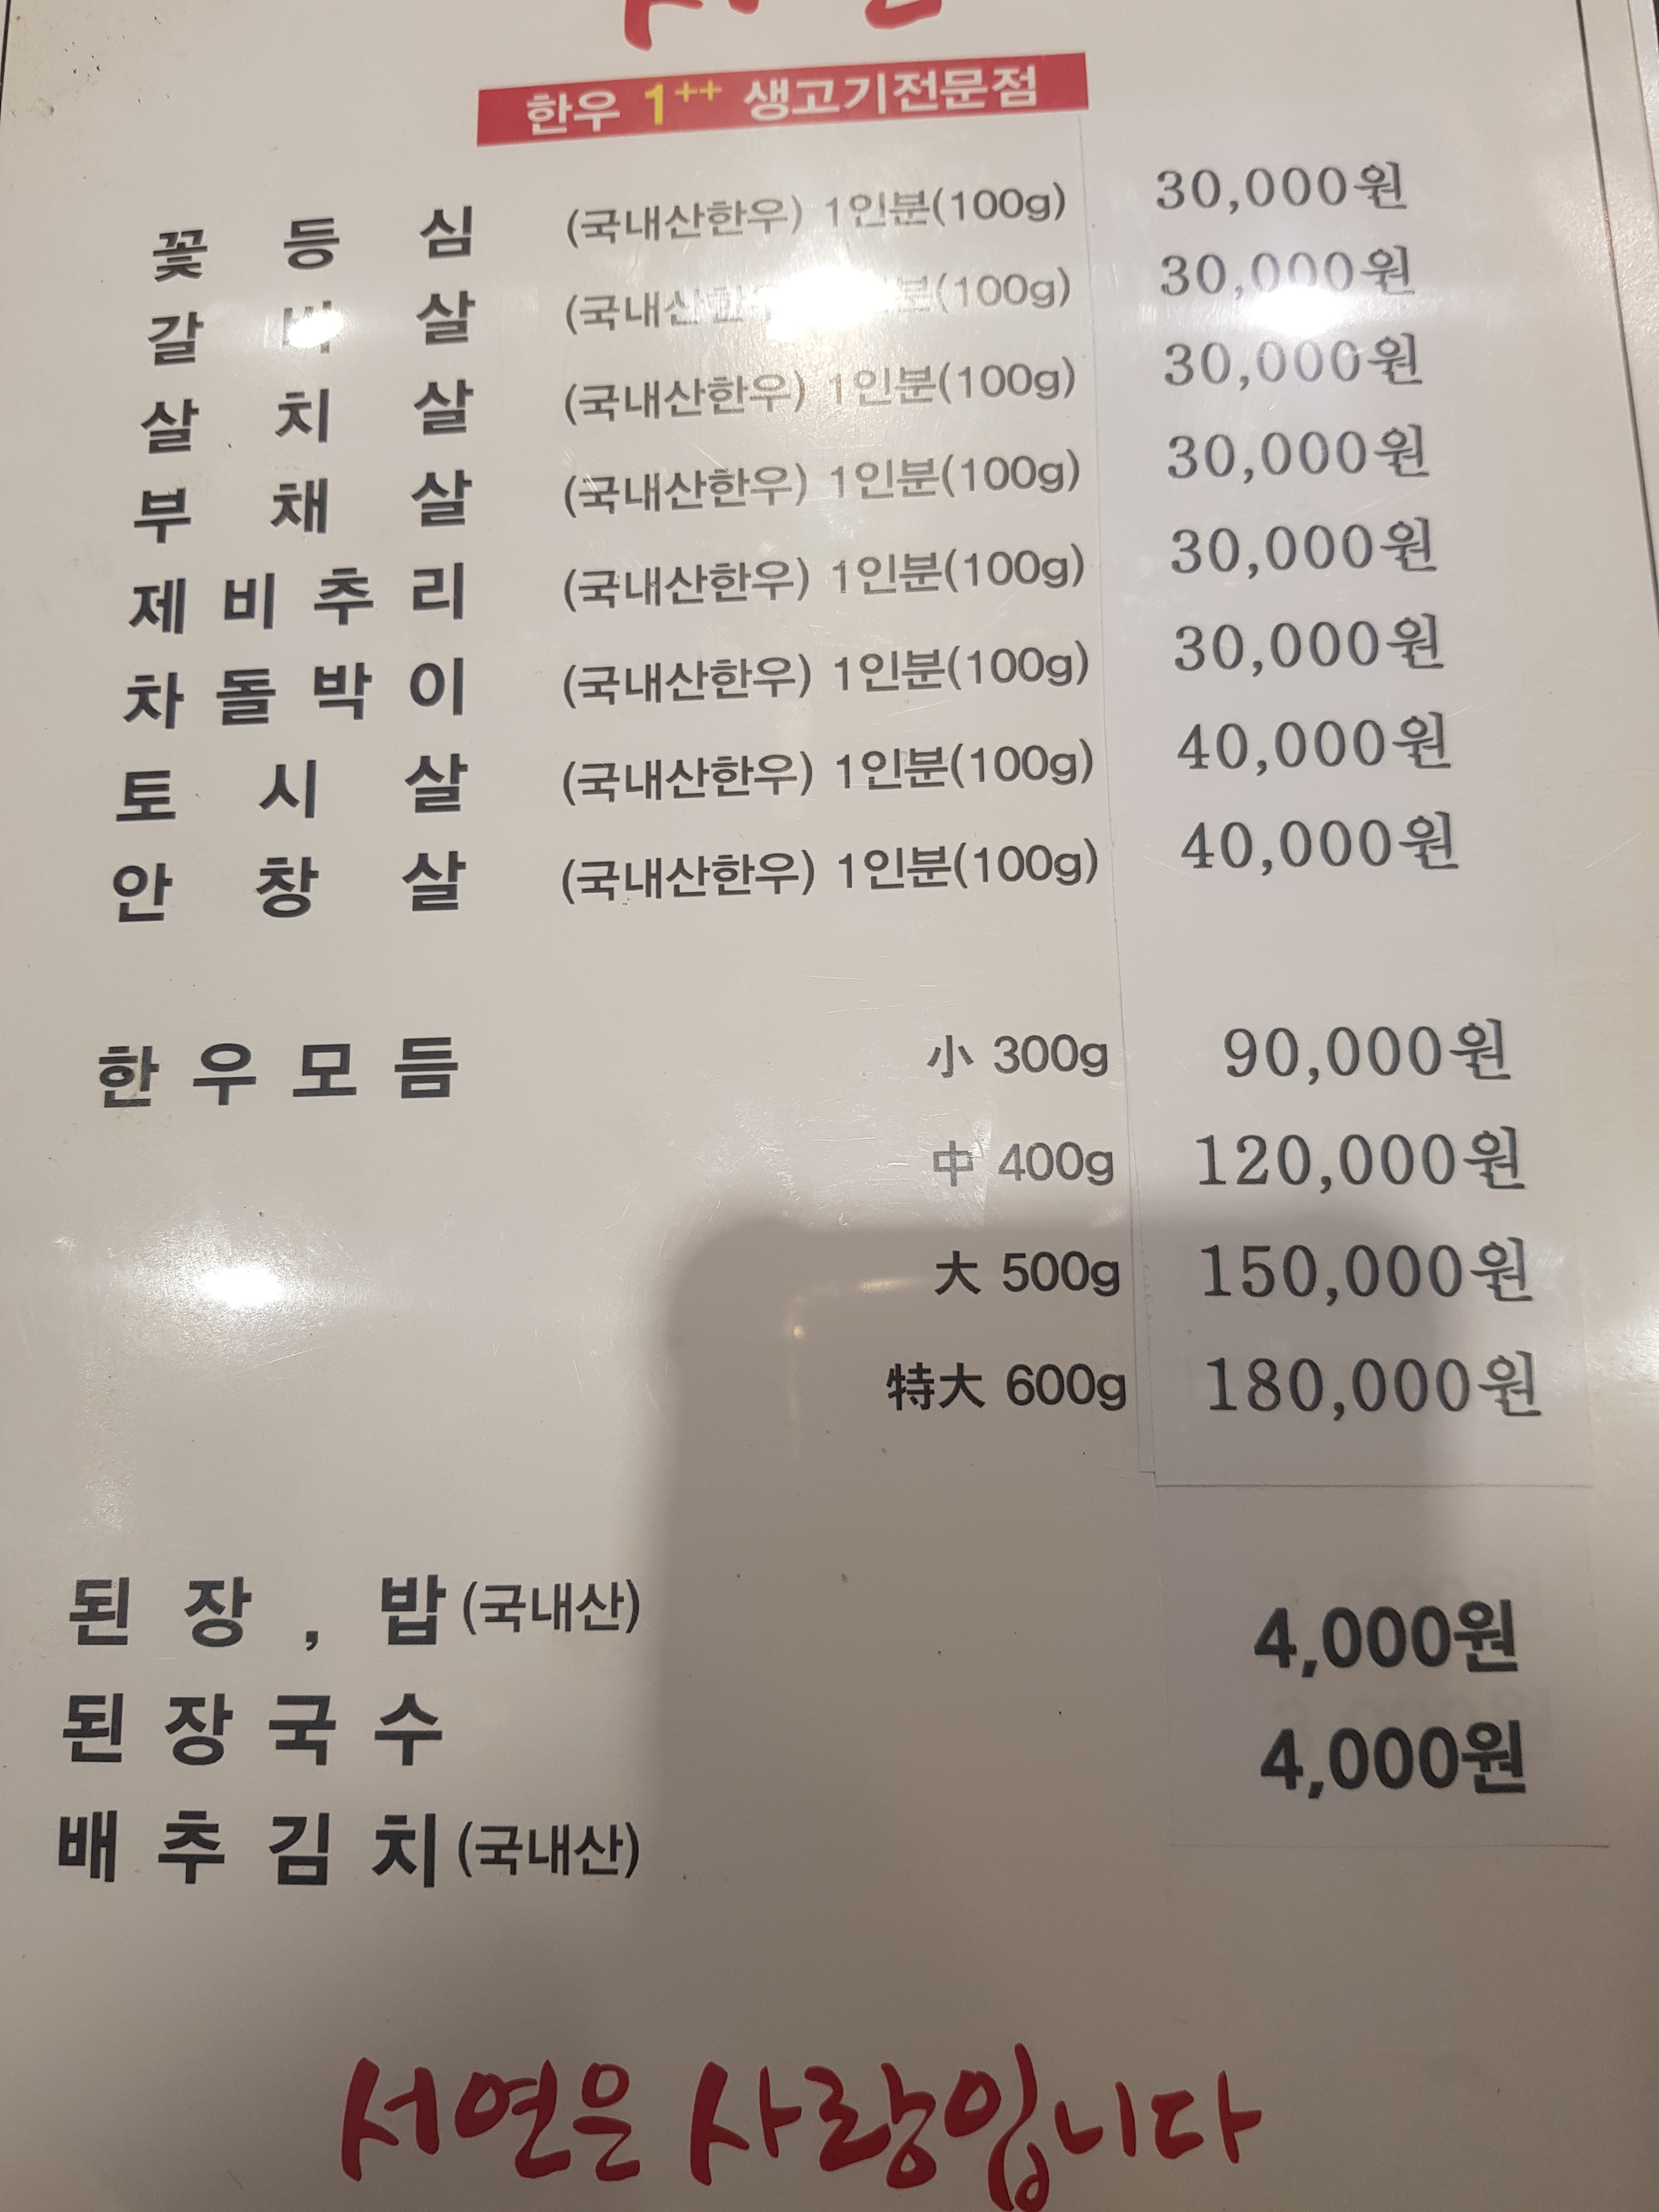 한우 1++ 생고기전문점
꽃등심 (국내산한우) 1인분(100g) 30,000원
갈비살 (국내산한우) 1인분(100g) 30,000원
살치살 (국내산한우) 1인분(100g) 30,000원
부채살 (국내산한우) 1인분(100g) 30,000원
제비추리 (국내산한우) 1인분(100g) 30,000원
차돌박이 (국내산한우) 1인분(100g) 30,000원
토시살 (국내산한우) 1인분(100g) 40,000원
안창살 (국내산한우) 1인분(100g) 40,000원
한우모듬 小 300g 90,000원
中 400g 120,000원
大 500g 150,000원
特大 600g 180,000원
된장, 밥(국내산) 4,000원
된장국수 4,000원
배추김치(국내산)
서연은 사랑입니다